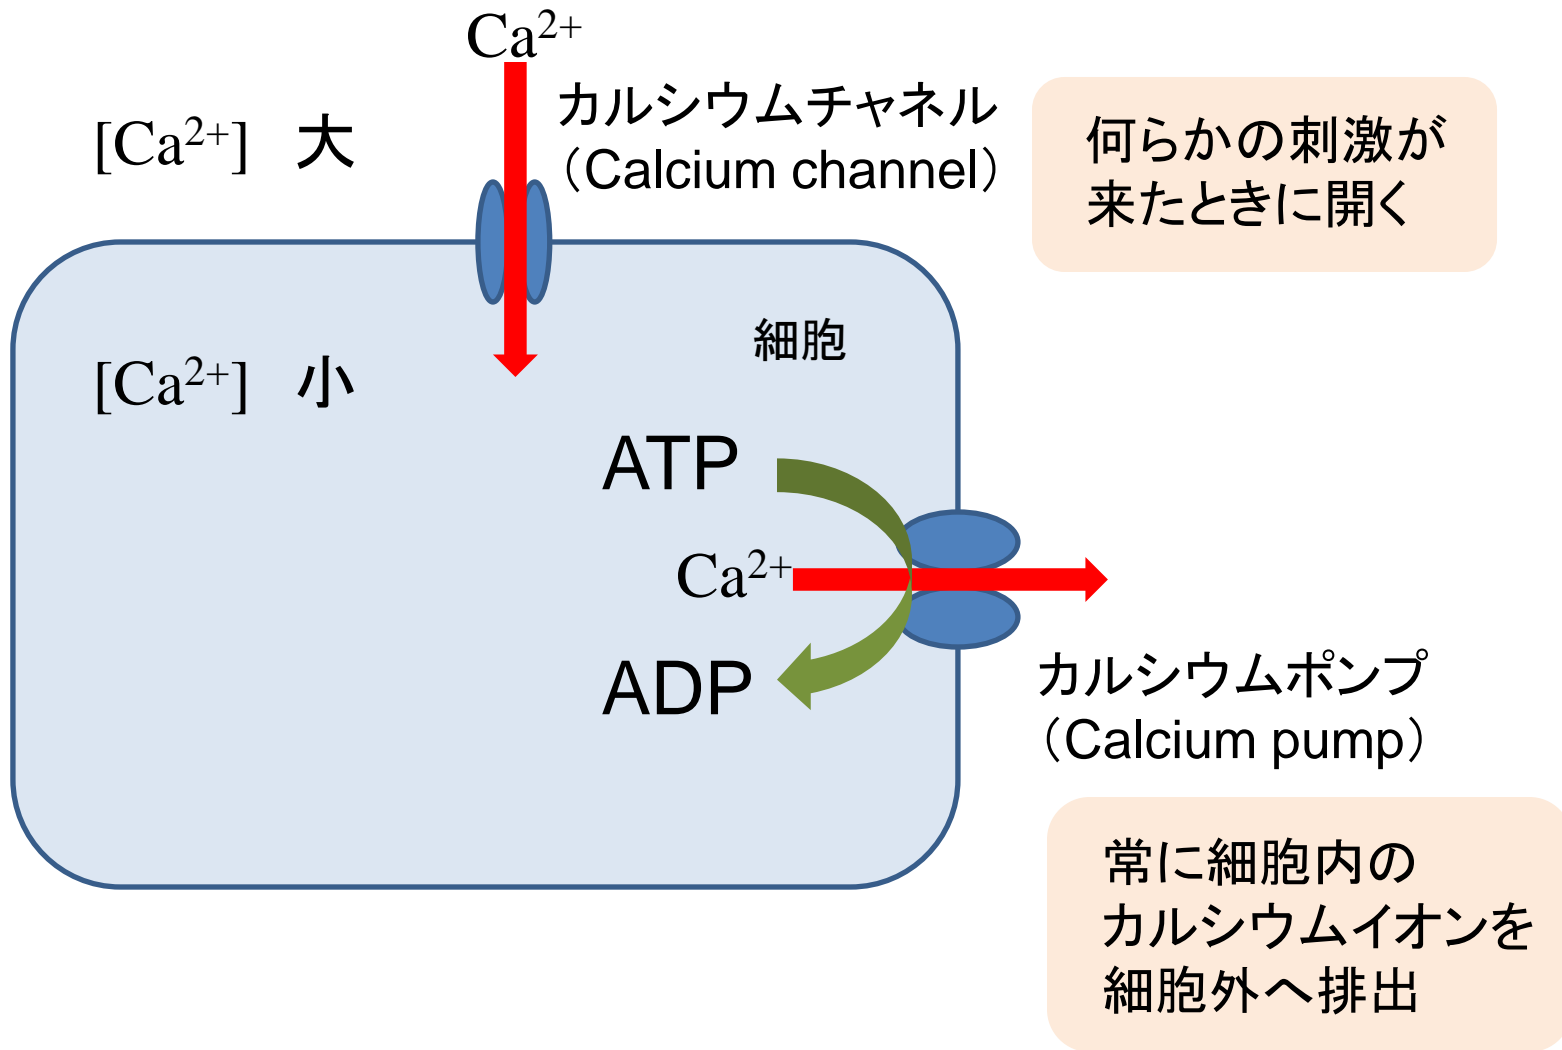 Ca²⁺
[Ca²⁺] 大
カルシウムチャネル
（Calcium channel）
何らかの刺激が
来たときに開く
細胞
[Ca²⁺] 小
ATP
Ca²⁺
ADP
カルシウムポンプ
（Calcium pump）
常に細胞内の
カルシウムイオンを
細胞外へ排出